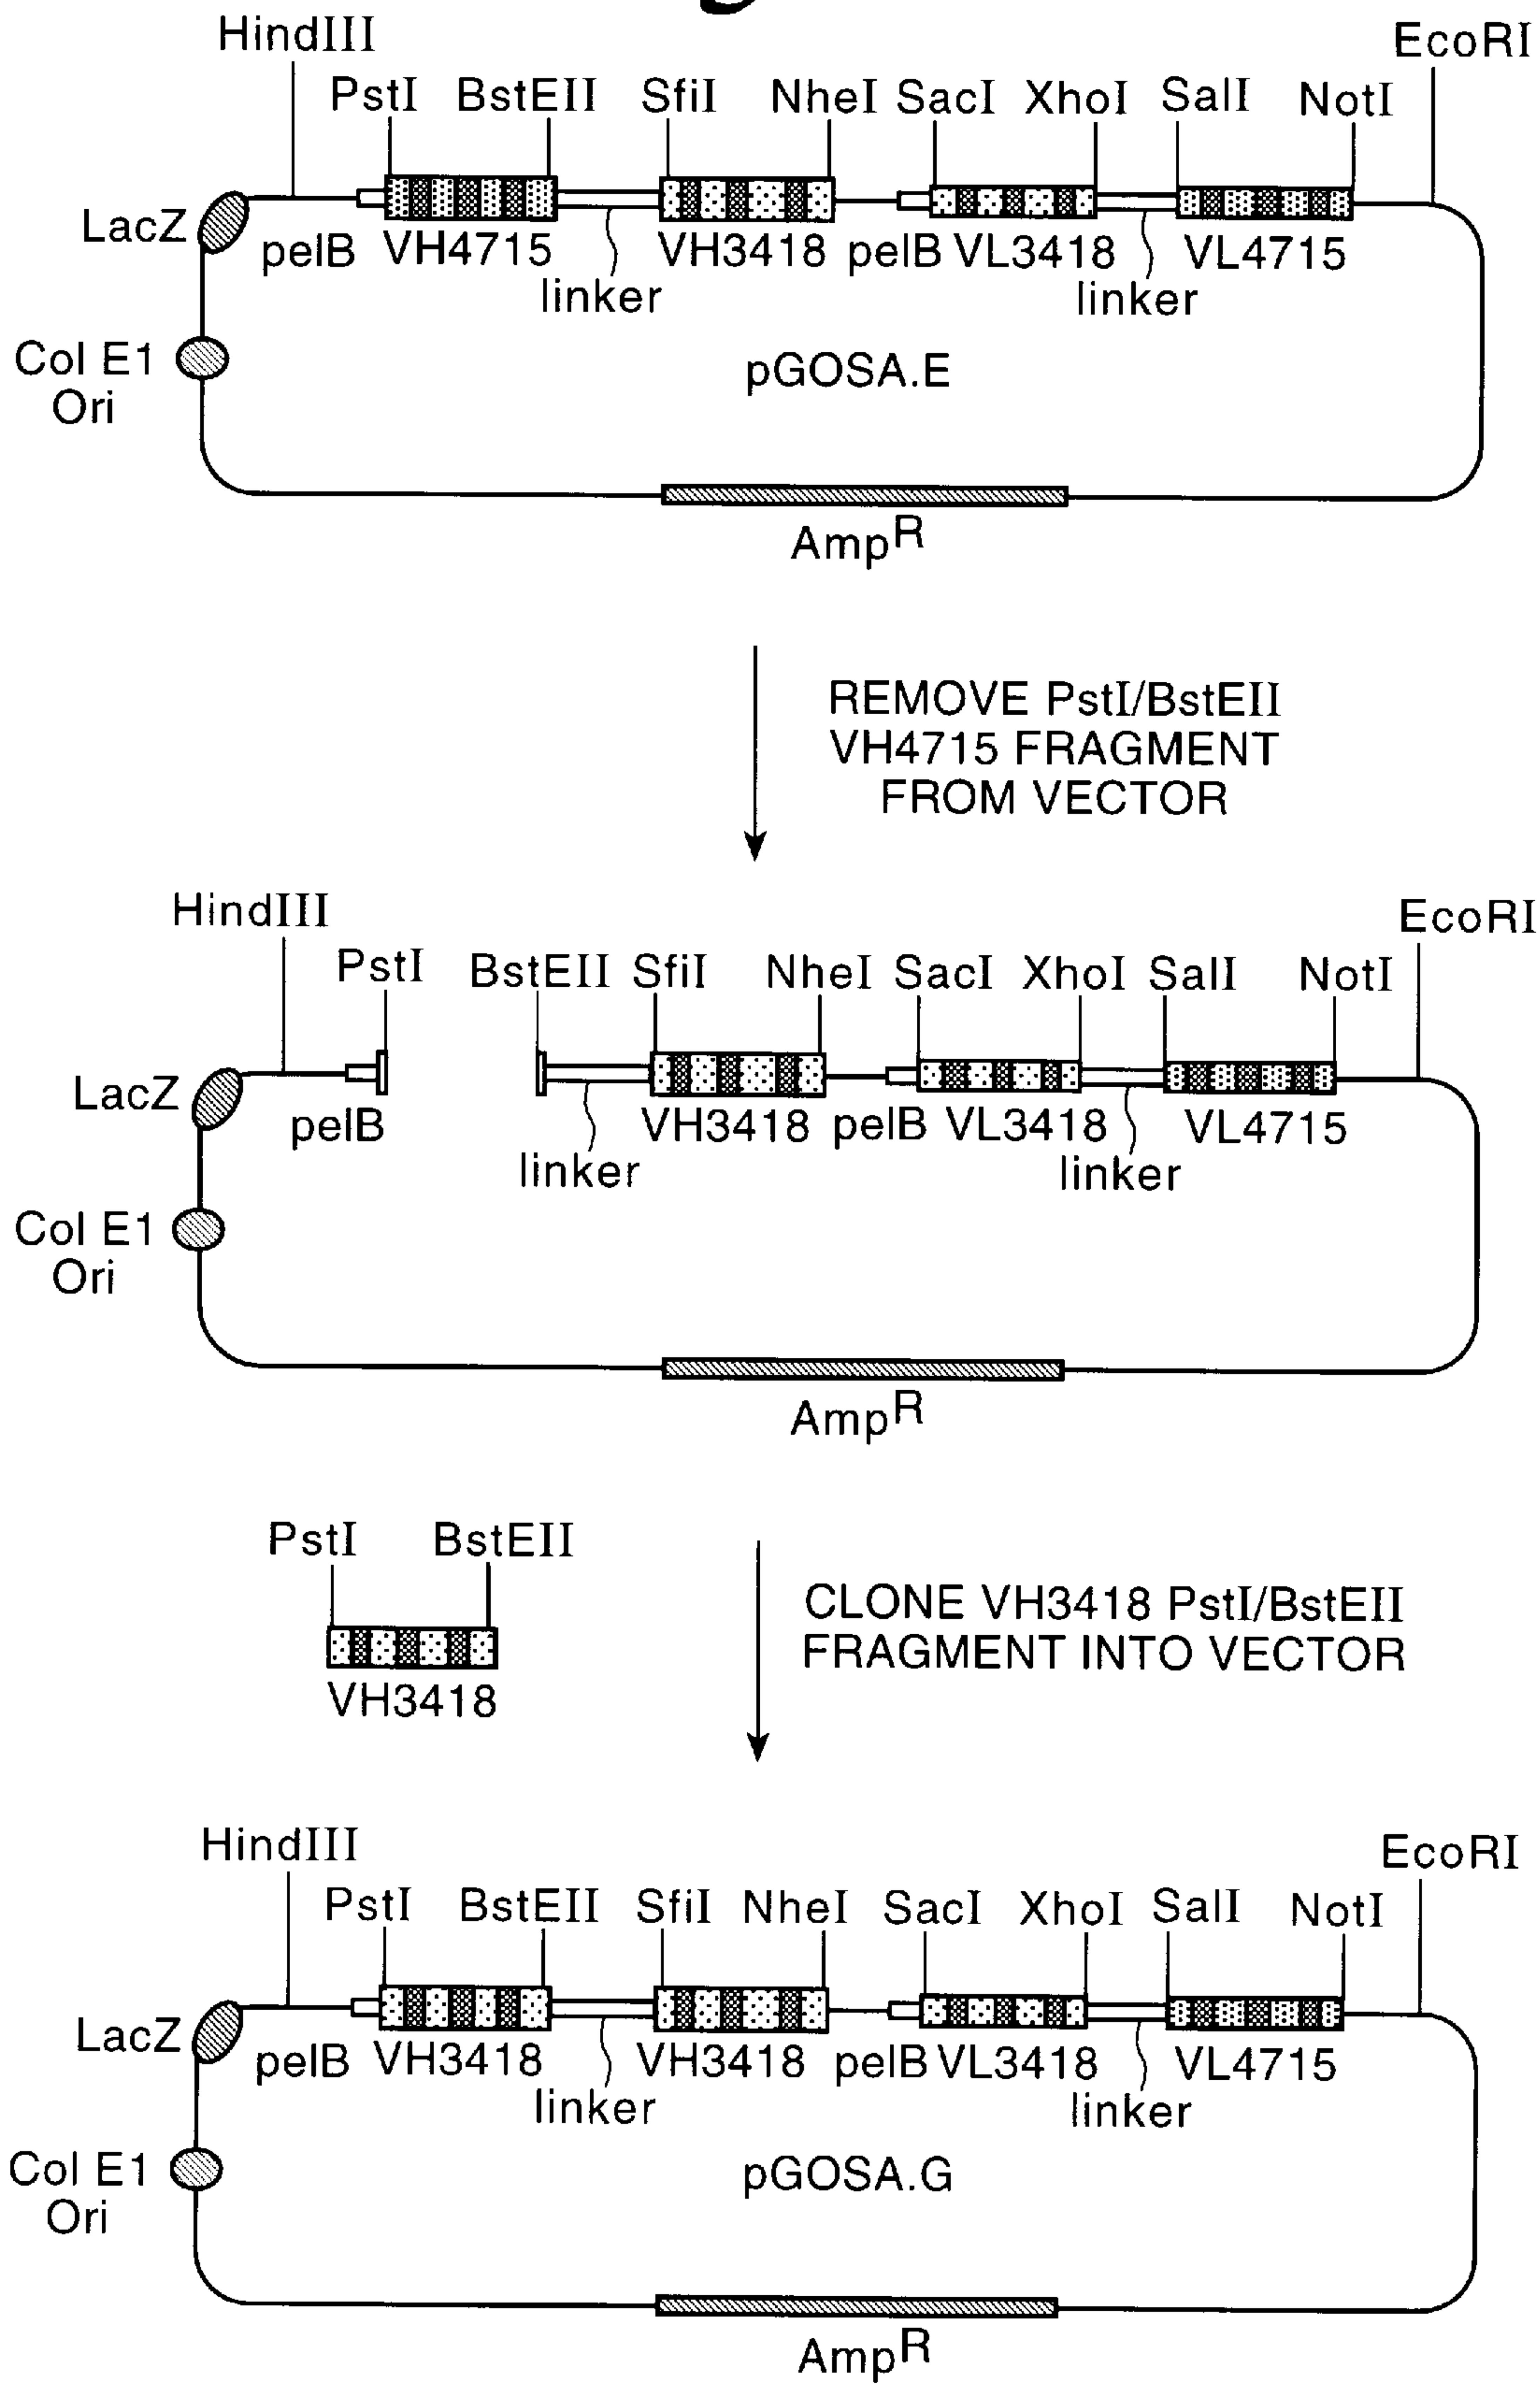 HindIII
EcoRI
PstI BstEII SfiI NheI SacI XhoI SalI NotI
LacZ
pelB VH4715 VH3418 pelB VL3418 VL4715
linker linker
Col E1
Ori
pGOSA.E
Amp^R
REMOVE PstI/BstEII
VH4715 FRAGMENT
FROM VECTOR
HindIII
EcoRI
PstI BstEII SfiI NheI SacI XhoI SalI NotI
LacZ
pelB VH3418 pelB VL3418 VL4715
linker linker
Col E1
Ori
Amp^R
PstI BstEII
VH3418
CLONE VH3418 PstI/BstEII
FRAGMENT INTO VECTOR
HindIII
EcoRI
PstI BstEII SfiI NheI SacI XhoI SalI NotI
LacZ
pelB VH3418 VH3418 pelB VL3418 VL4715
linker linker
Col E1
Ori
pGOSA.G
Amp^R